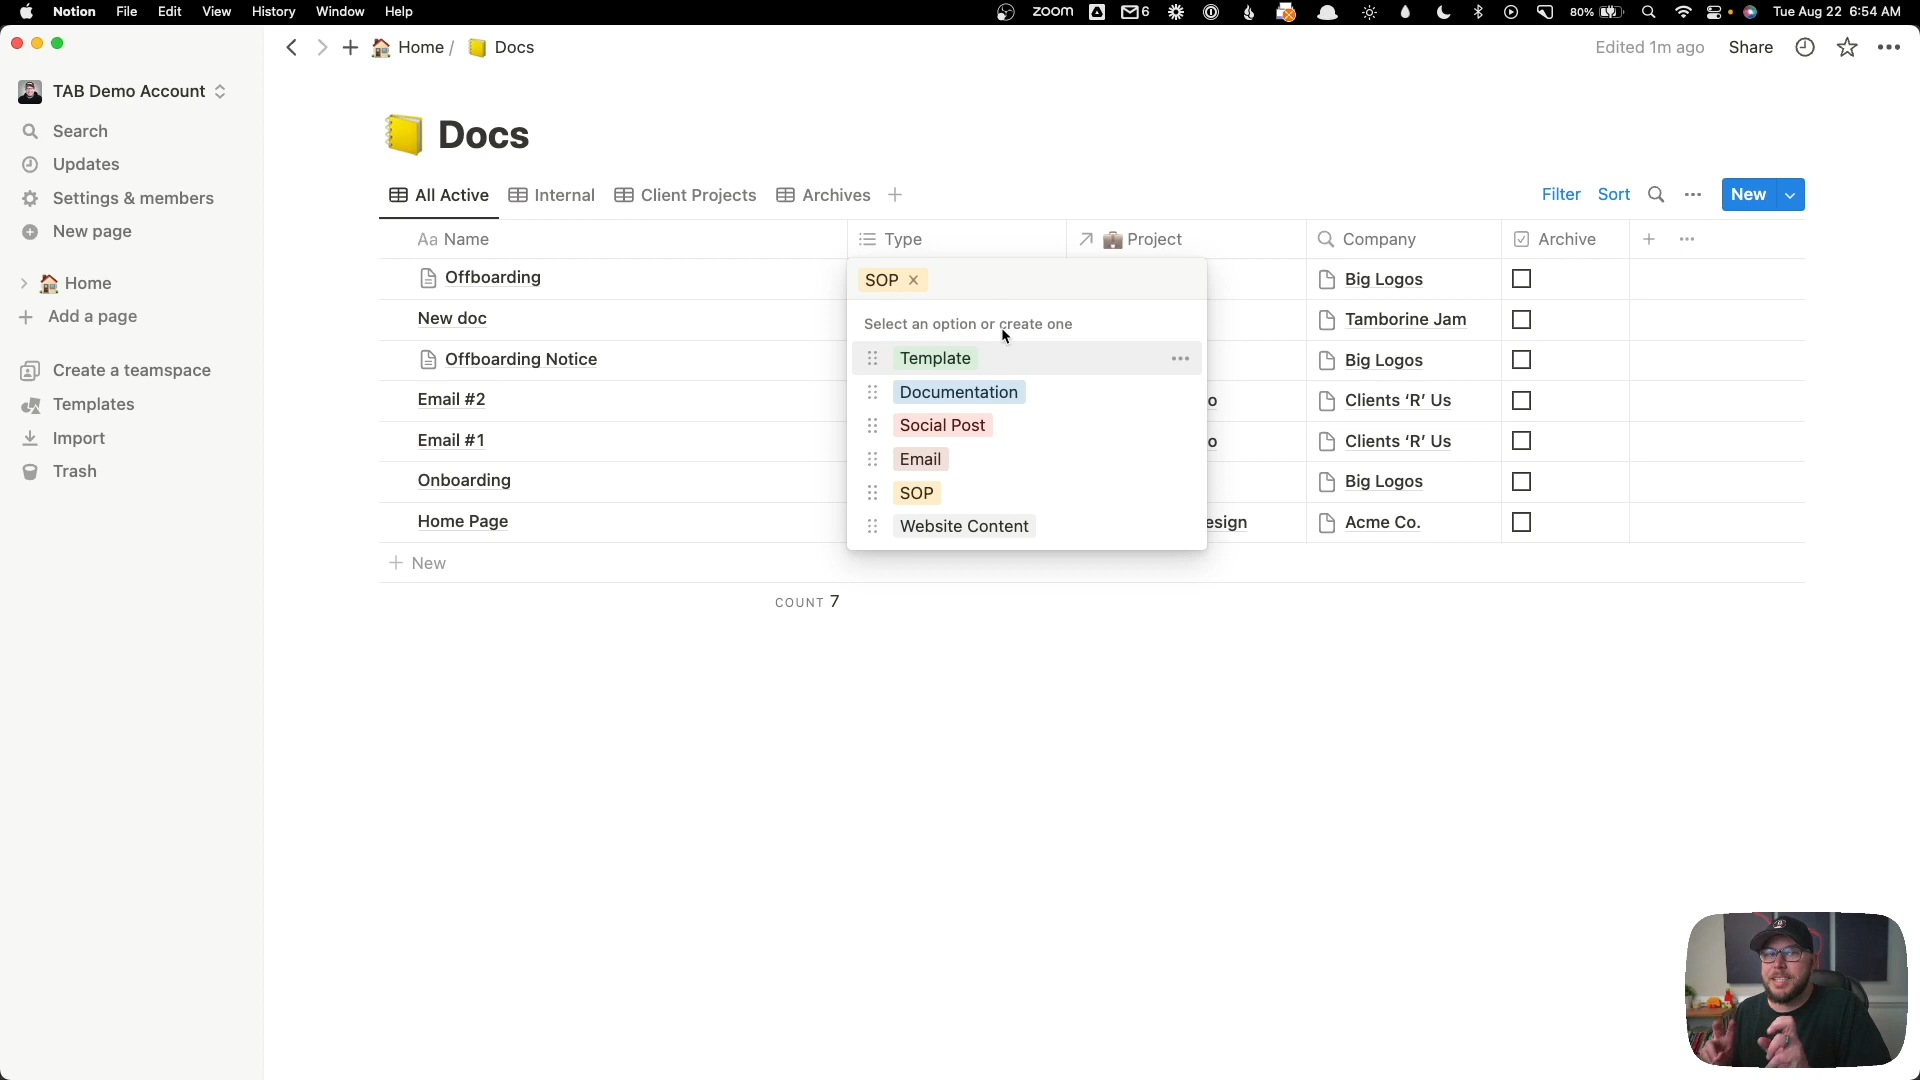 Notion File Edit View History Window Help zoom 6 80% Tue Aug 22 6:54 AM
Home / Docs Edited 1m ago Share
TAB Demo Account
Search
Updates
Settings & members
New page
Home
Add a page
Create a teamspace
Templates
Import
Trash
Docs
All Active Internal Client Projects Archives Filter Sort New
Aa Name Type Project Company Archive
Offboarding SOP Big Logos
Select an option or create one
New doc Tamborine Jam
Template
Offboarding Notice Big Logos
Documentation
Email #2 o Clients ‘R’ Us
Social Post
Email #1 o Clients ‘R’ Us
Email
Onboarding Big Logos
SOP
Home Page esign Acme Co.
Website Content
New
COUNT 7